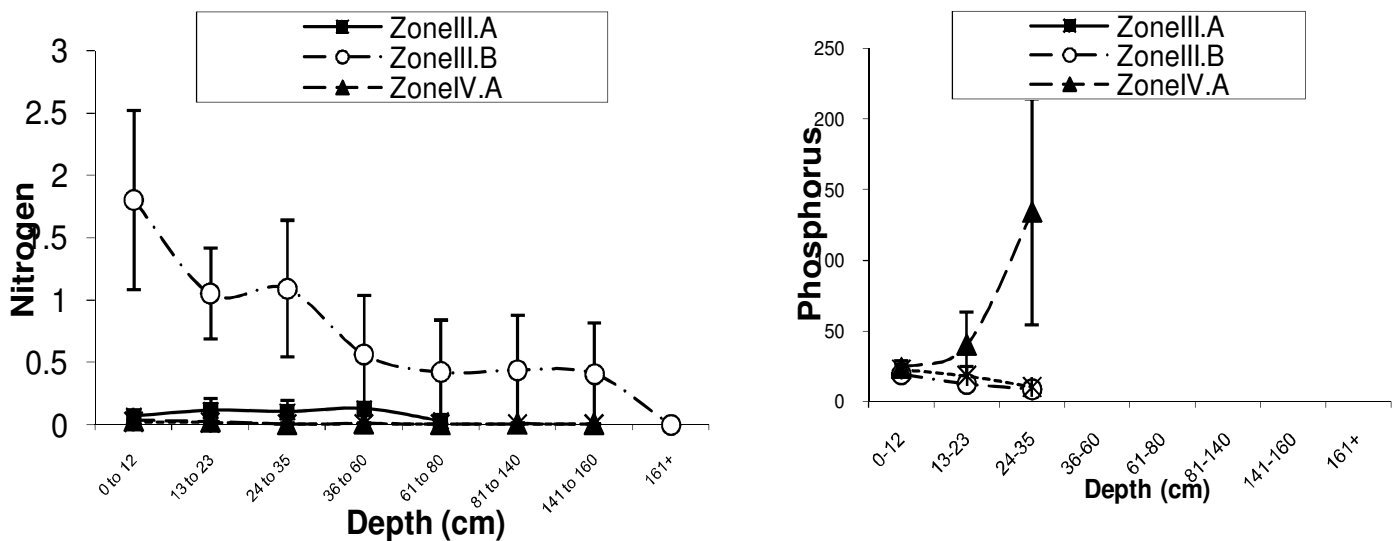 ZoneIII.A
ZoneIII.B
ZoneIV.A
3
2.5
2
1.5
1
0.5
0
Nitrogen
0 to 12
13 to 23
24 to 35
36 to 60
61 to 80
81 to 140
141 to 160
161+
Depth (cm)
ZoneIII.A
ZoneIII.B
ZoneIV.A
250
200
150
100
50
0
Phosphorus
0-12
13-23
24-35
36-60
61-80
81-140
141-160
161+
Depth (cm)